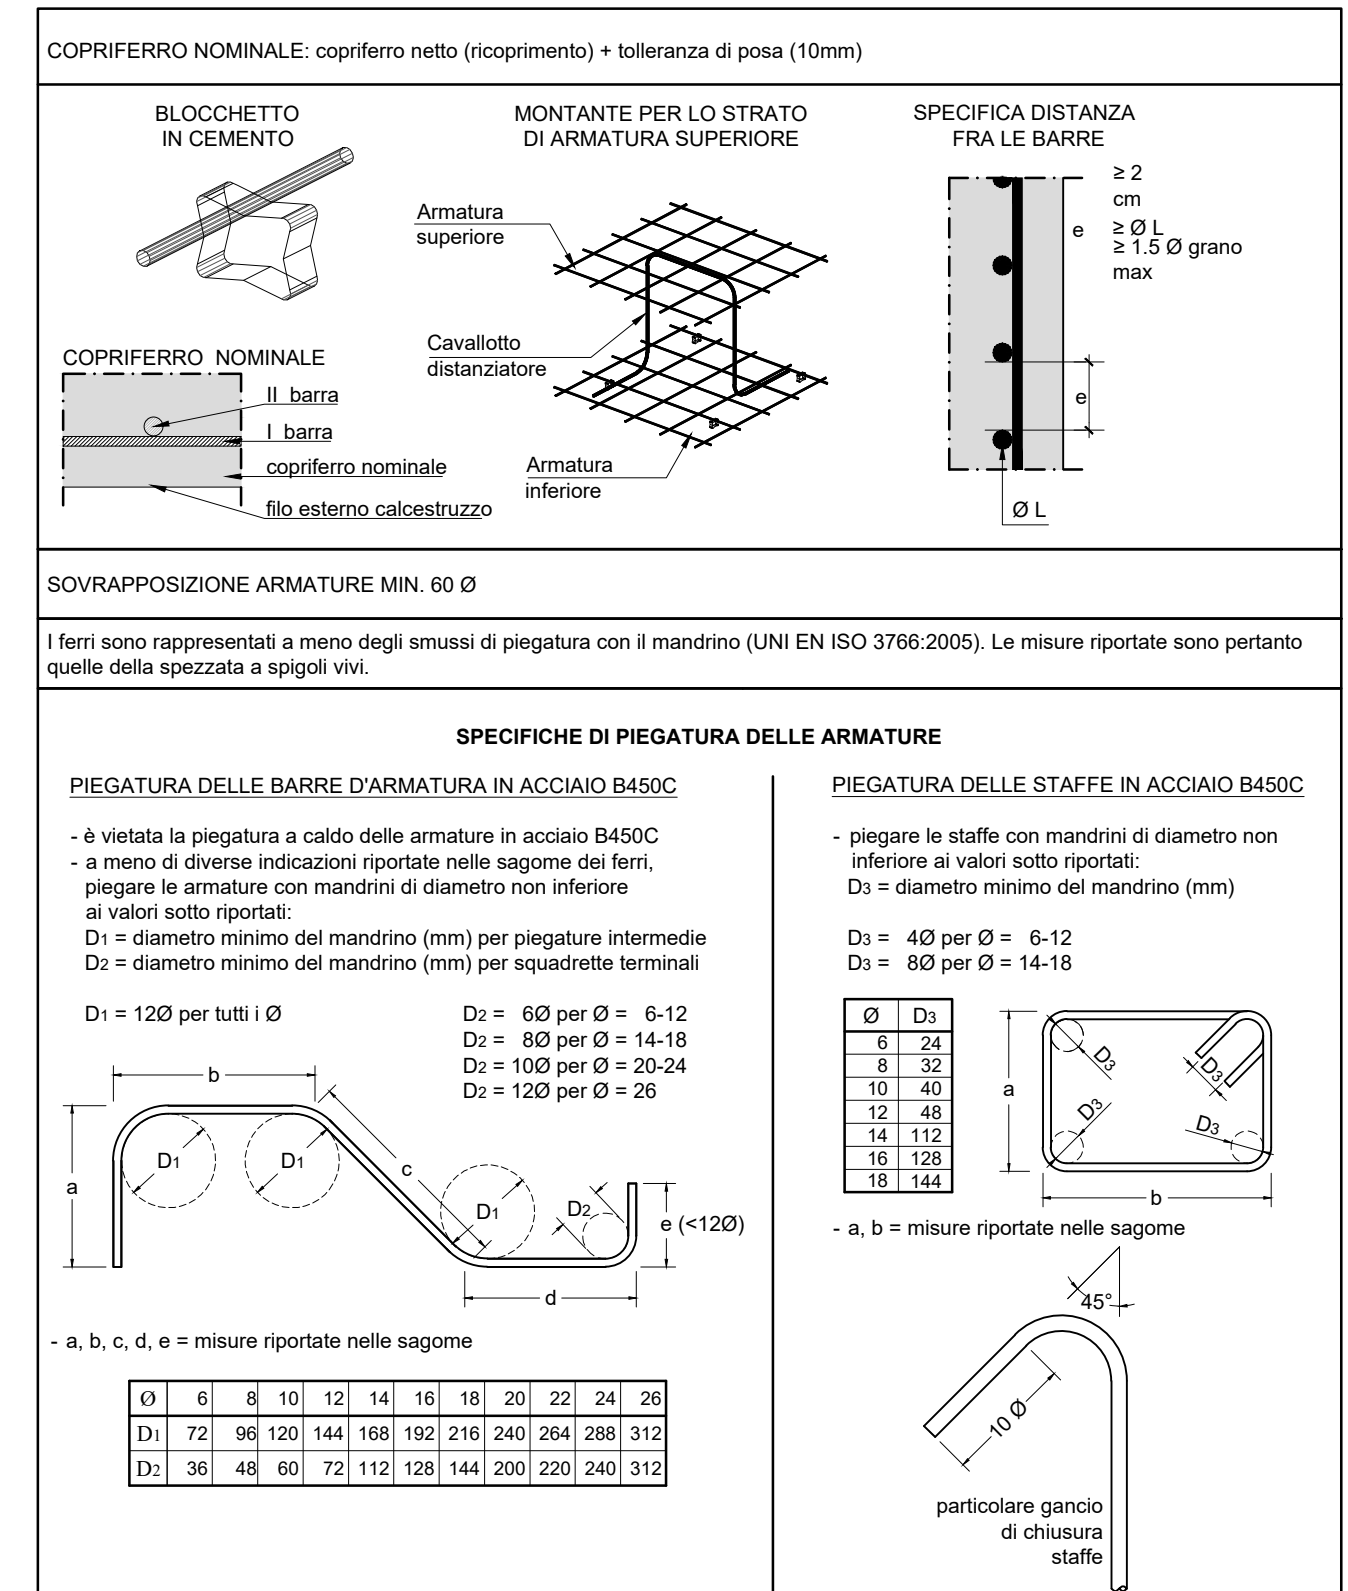 COPRIFERRO NOMINALE: copriferro netto (ricoprimento) + tolleranza di posa (10mm)
BLOCCHETTO
IN CEMENTO
MONTANTE PER LO STRATO
DI ARMATURA SUPERIORE
SPECIFICA DISTANZA
FRA LE BARRE
≥ 2
cm
≥ Ø L
≥ 1.5 Ø grano
max
e
e
Ø L
Armatura
superiore
Cavallotto
distanziatore
Armatura
inferiore
COPRIFERRO NOMINALE
II barra
I barra
copriferro nominale
filo esterno calcestruzzo
SOVRAPPOSIZIONE ARMATURE MIN. 60 Ø
I ferri sono rappresentati a meno degli smussi di piegatura con il mandrino (UNI EN ISO 3766:2005). Le misure riportate sono pertanto
quelle della spezzata a spigoli vivi.
SPECIFICHE DI PIEGATURA DELLE ARMATURE
PIEGATURA DELLE BARRE D'ARMATURA IN ACCIAIO B450C
- è vietata la piegatura a caldo delle armature in acciaio B450C
- a meno di diverse indicazioni riportate nelle sagome dei ferri,
piegare le armature con mandrini di diametro non inferiore
ai valori sotto riportati:
D1 = diametro minimo del mandrino (mm) per piegature intermedie
D2 = diametro minimo del mandrino (mm) per squadrette terminali
D1 = 12Ø per tutti i Ø
D2 = 6Ø per Ø = 6-12
D2 = 8Ø per Ø = 14-18
D2 = 10Ø per Ø = 20-24
D2 = 12Ø per Ø = 26
b
a
D1
D1
c
D1
D2
e (<12Ø)
d
- a, b, c, d, e = misure riportate nelle sagome
Ø 6 8 10 12 14 16 18 20 22 24 26
D1 72 96 120 144 168 192 216 240 264 288 312
D2 36 48 60 72 112 128 144 200 220 240 312
PIEGATURA DELLE STAFFE IN ACCIAIO B450C
- piegare le staffe con mandrini di diametro non
inferiore ai valori sotto riportati:
D3 = diametro minimo del mandrino (mm)
D3 = 4Ø per Ø = 6-12
D3 = 8Ø per Ø = 14-18
Ø D3
6 24
8 32
10 40
12 48
14 112
16 128
18 144
a
D3
D3
D3
D3
b
- a, b = misure riportate nelle sagome
45°
10 Ø
particolare gancio
di chiusura
staffe